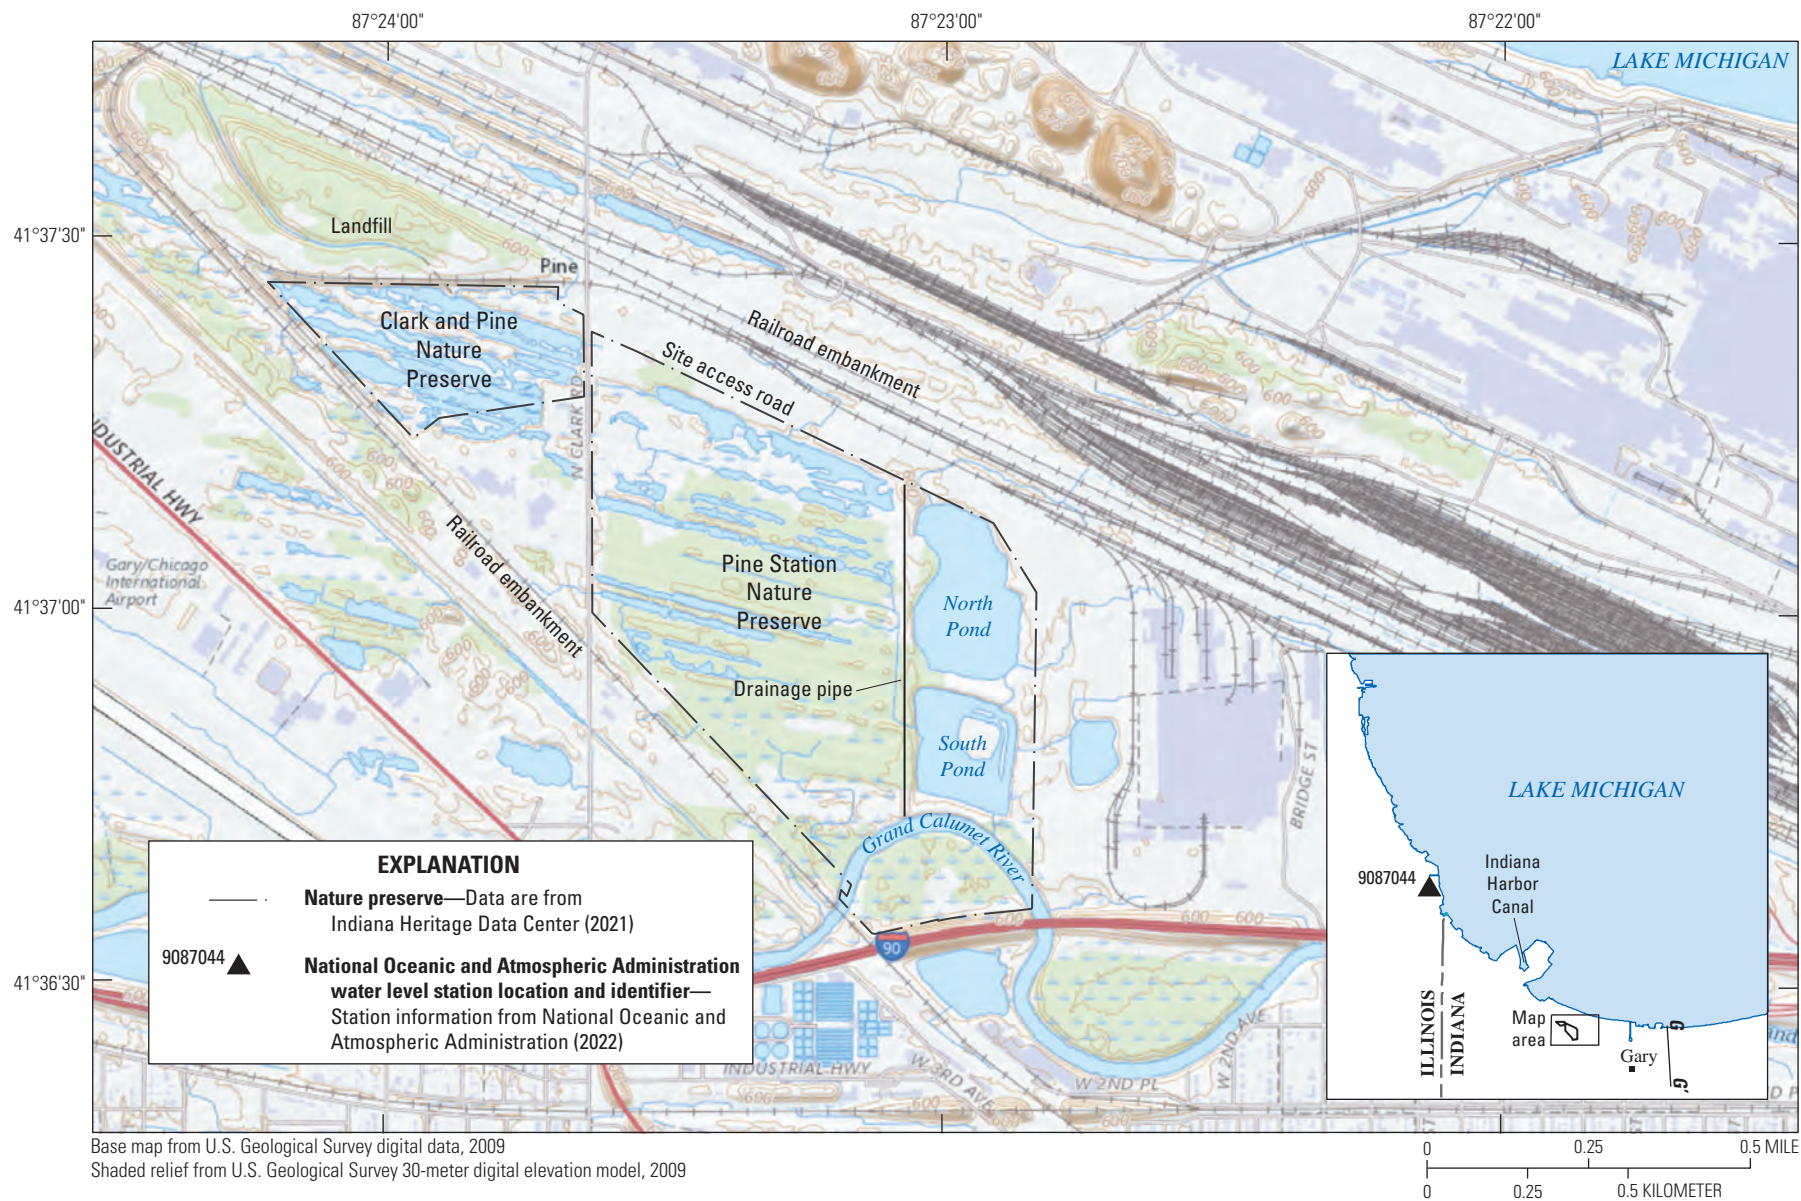 87°24'00"
87°23'00"
87°22'00"
LAKE MICHIGAN
41°37'30"
41°37'00"
41°36'30"
Landfill
600
Pine
Clark and Pine
Nature
Preserve
N CLARK RD
Site access road
Railroad embankment
INDUSTRIAL HWY
Railroad embankment
Gary/Chicago
International
Airport
Pine Station
Nature
Preserve
Drainage pipe
North
Pond
South
Pond
Grand Calumet River
BRIDGE ST
90
600
600
600
INDUSTRIAL HWY
W 3RD AVE
W 2ND PL
W 2ND AVE
600
600
EXPLANATION
Nature preserve—Data are from
Indiana Heritage Data Center (2021)
9087044
National Oceanic and Atmospheric Administration
water level station location and identifier—
Station information from National Oceanic and
Atmospheric Administration (2022)
LAKE MICHIGAN
9087044
Indiana
Harbor
Canal
ILLINOIS
INDIANA
Map
area
Gary
G
G'
Base map from U.S. Geological Survey digital data, 2009
Shaded relief from U.S. Geological Survey 30-meter digital elevation model, 2009
0 0.25 0.5 MILE
0 0.25 0.5 KILOMETER